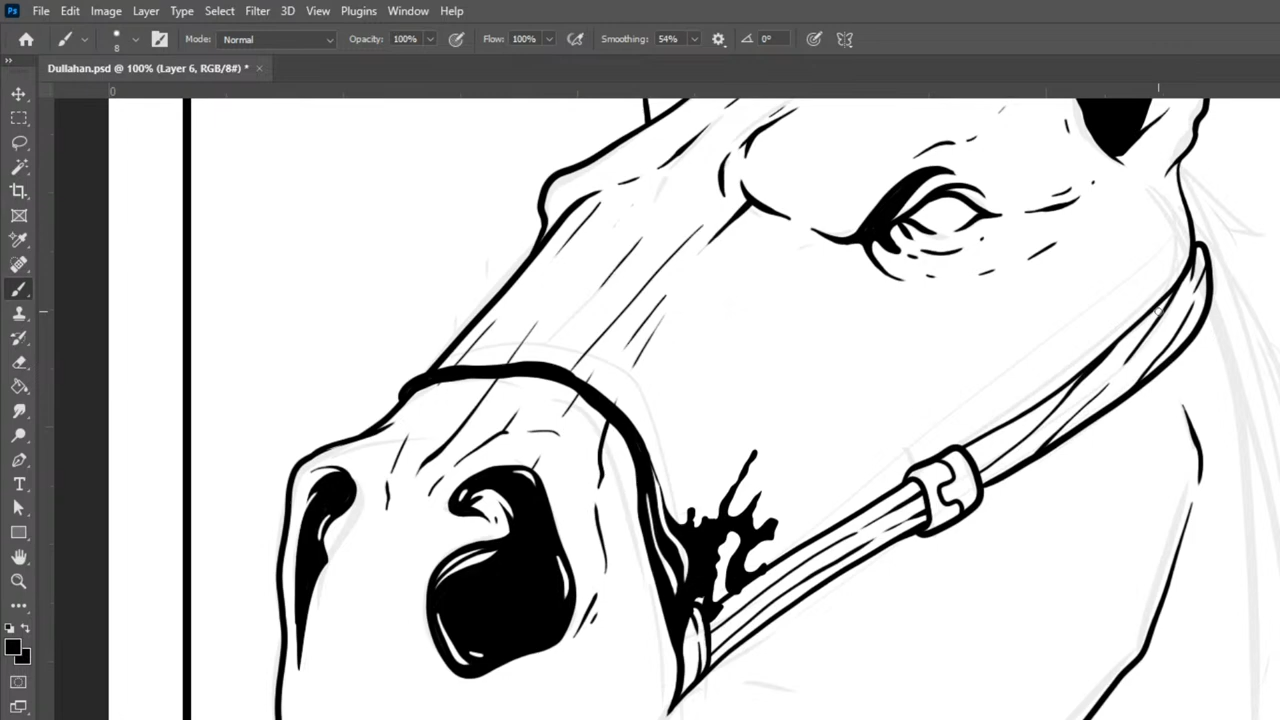 Ps File Edit Image Layer Type Select Filter 3D View Plugins Window Help
8 Mode: Normal Opacity: 100% Flow: 100% Smoothing: 54% 0°
Dullahan.psd @ 100% (Layer 6, RGB/8#) * ×
0
T